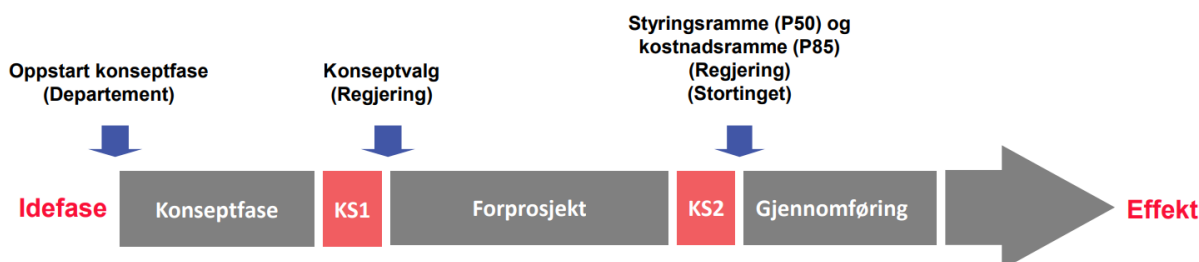 Styringsramme (P50) og
kostnadsramme (P85)
(Regjering)
(Stortinget)
Oppstart konseptfase
(Departement)
Konseptvalg
(Regjering)
Idefase
Konseptfase
KS1
Forprosjekt
KS2
Gjennomføring
Effekt